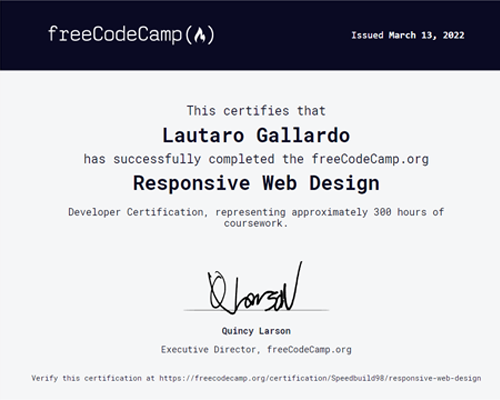 freeCodeCamp(🔥)
Issued March 13, 2022
This certifies that
Lautaro Gallardo
has successfully completed the freeCodeCamp.org
Responsive Web Design
Developer Certification, representing approximately 300 hours of
coursework.
QLarson
Quincy Larson
Executive Director, freeCodeCamp.org
Verify this certification at https://freecodecamp.org/certification/Speedbuild98/responsive-web-design